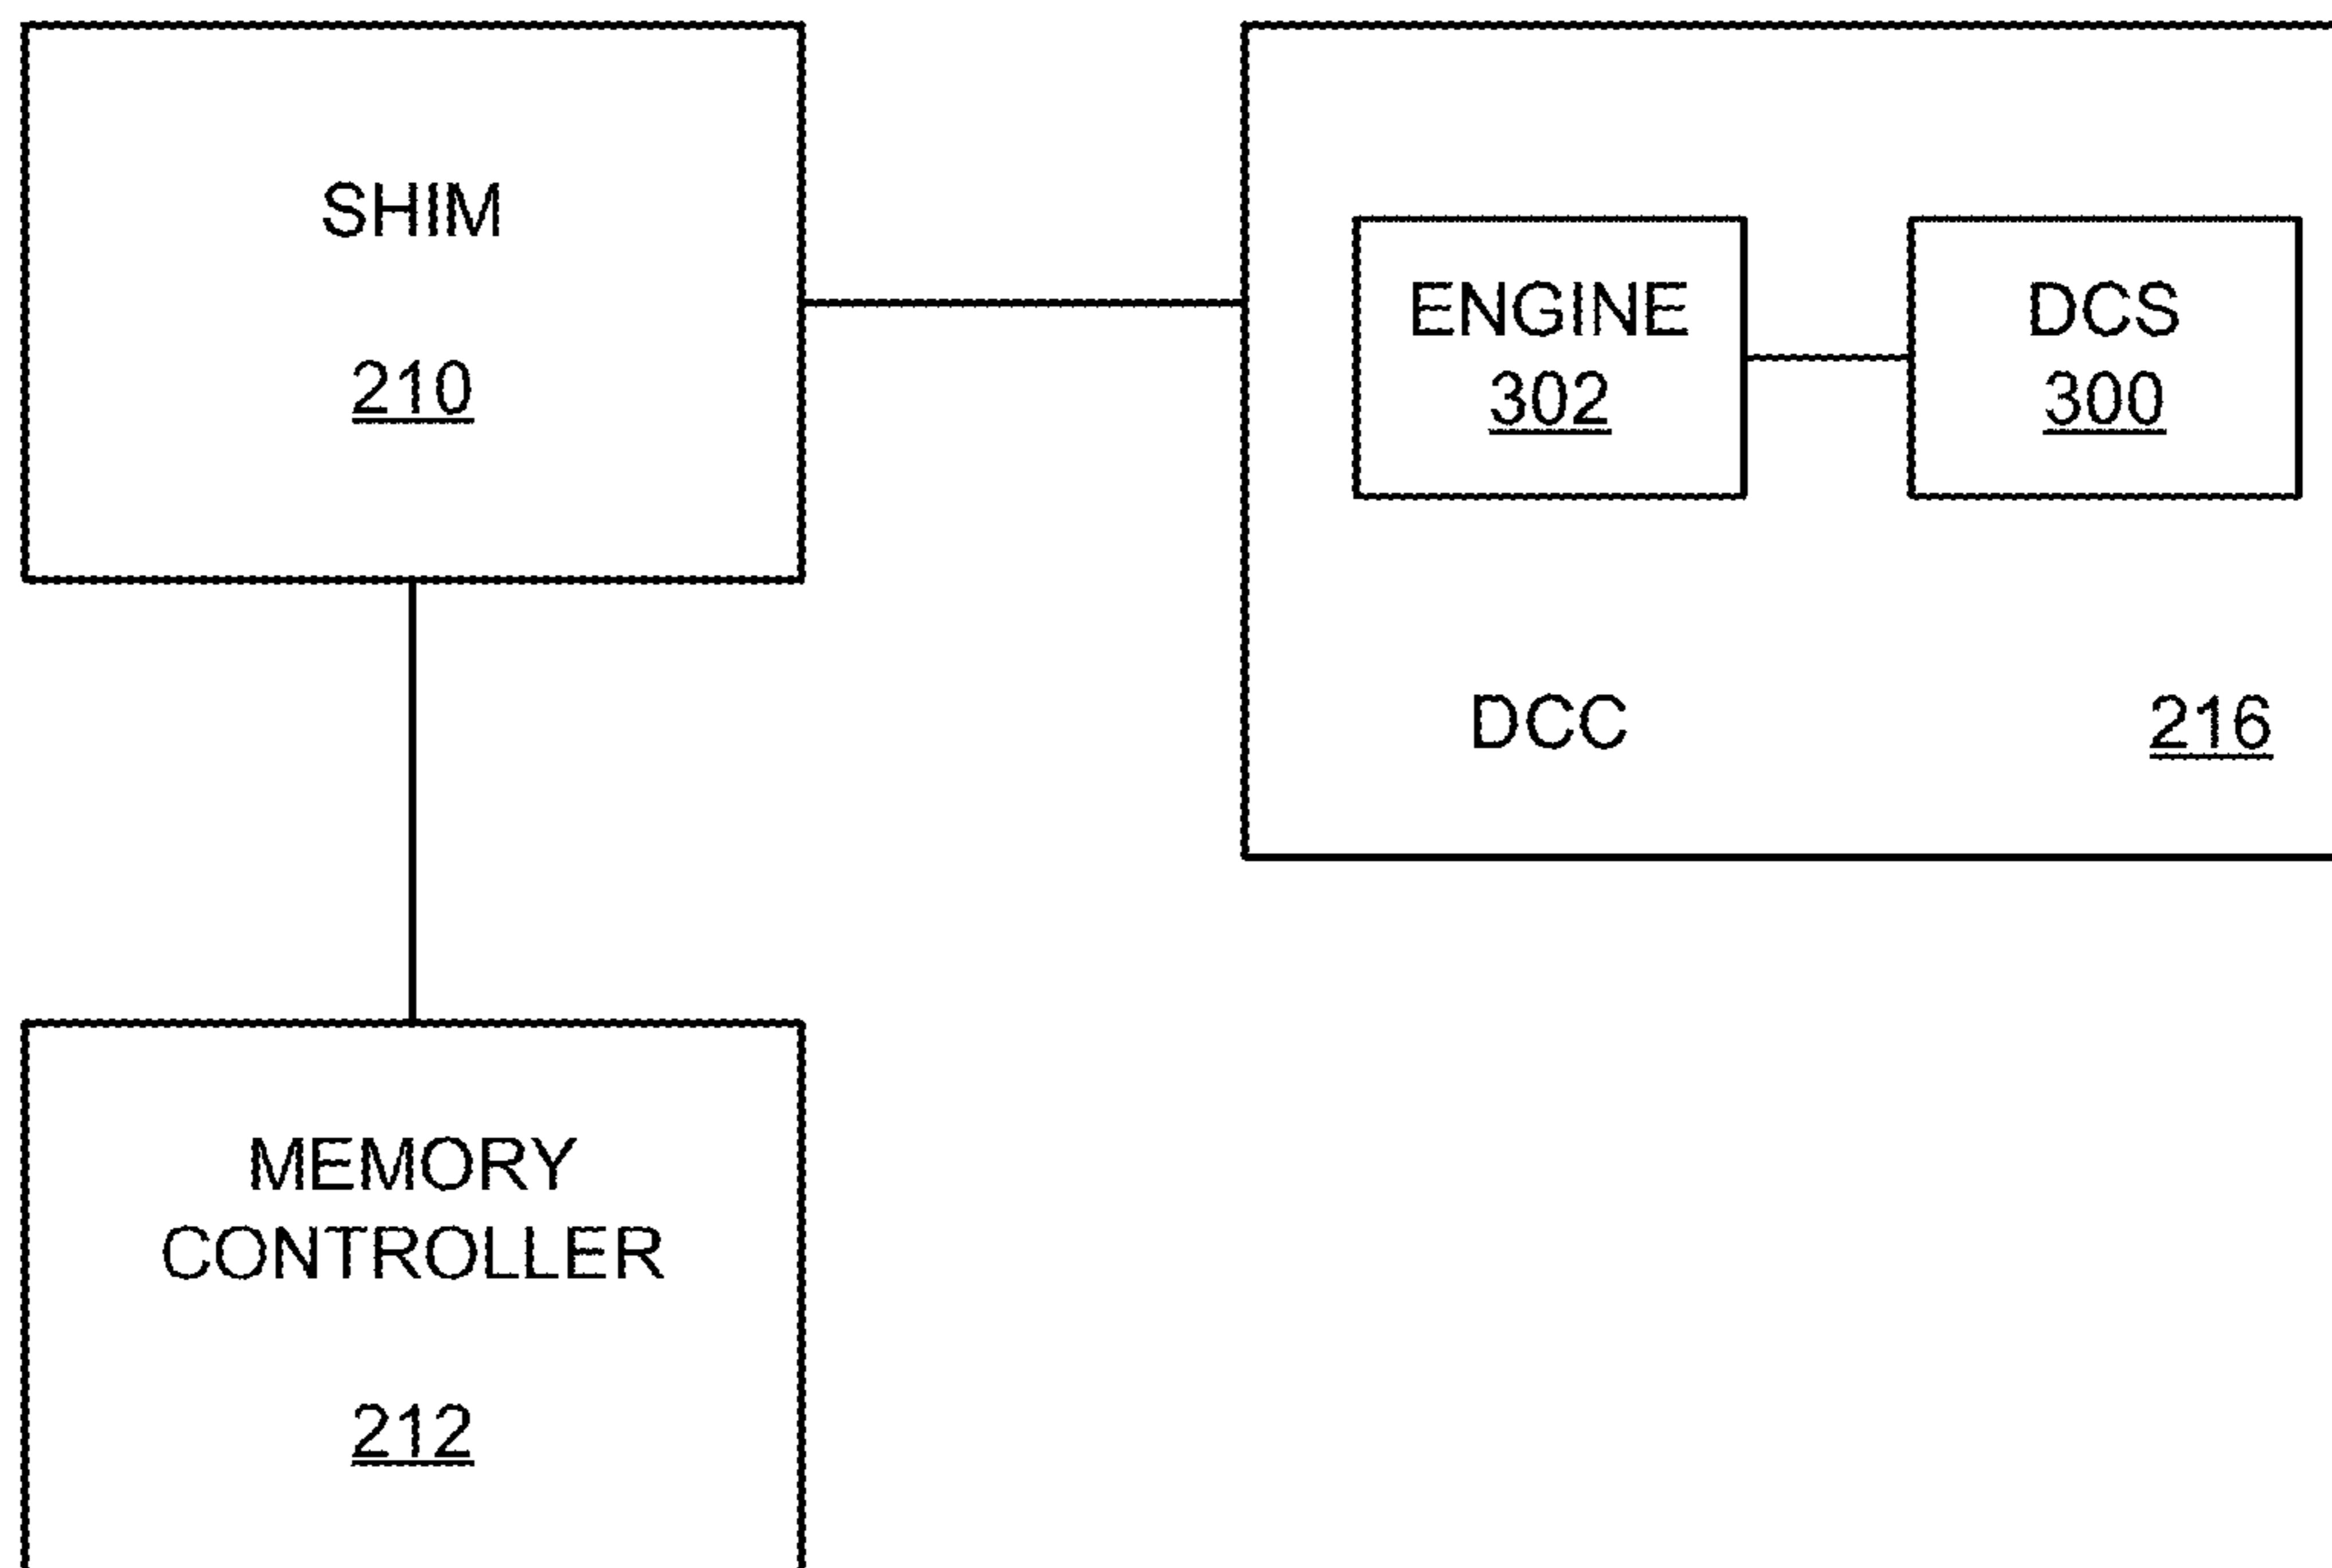 SHIM
210
ENGINE
302
DCS
300
DCC
216
MEMORY
CONTROLLER
212